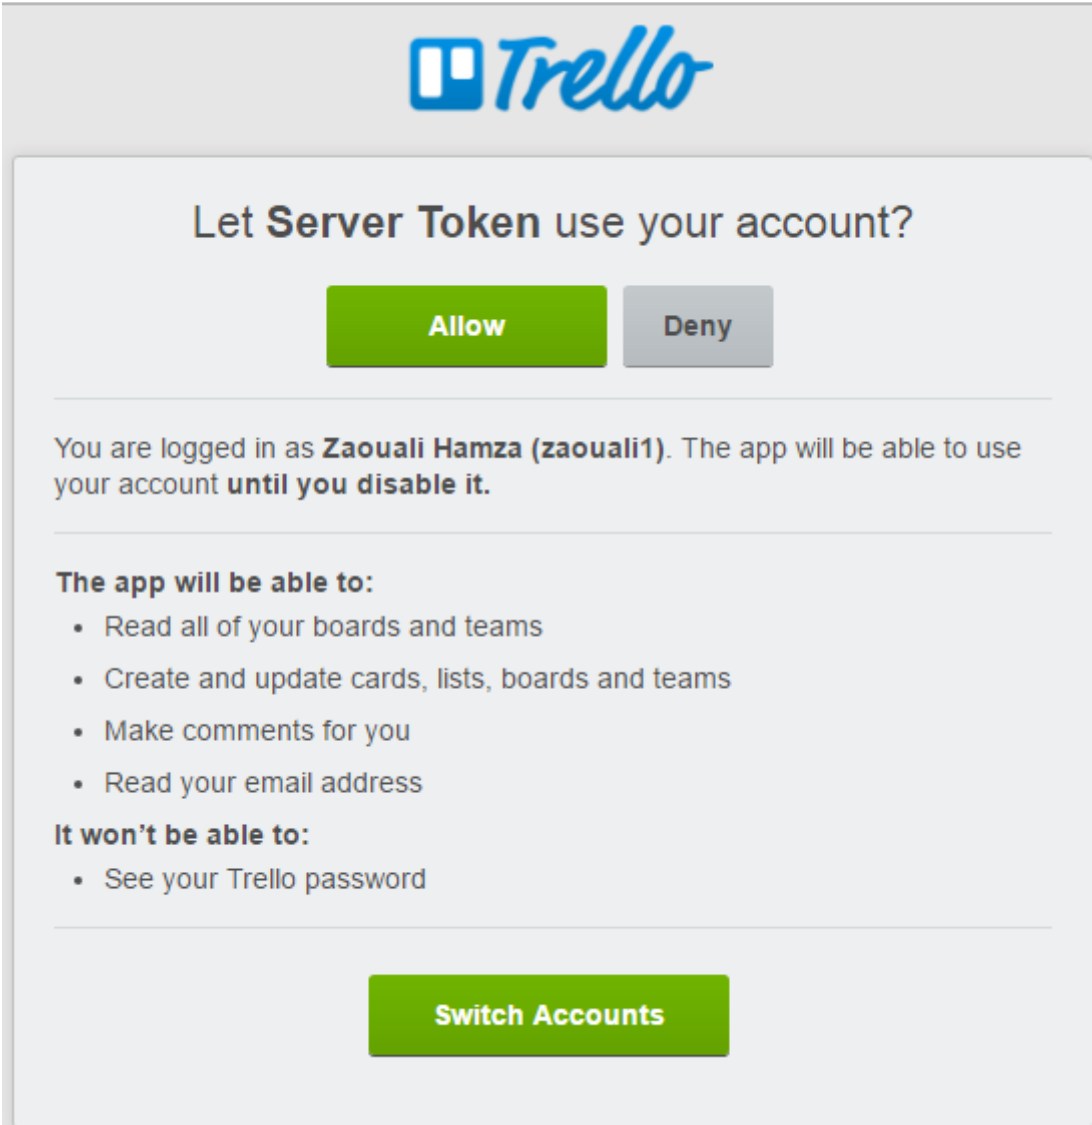 Trello
Let Server Token use your account?
Allow Deny
You are logged in as Zaouali Hamza (zaouali1). The app will be able to use
your account until you disable it.
The app will be able to:
• Read all of your boards and teams
• Create and update cards, lists, boards and teams
• Make comments for you
• Read your email address
It won’t be able to:
• See your Trello password
Switch Accounts